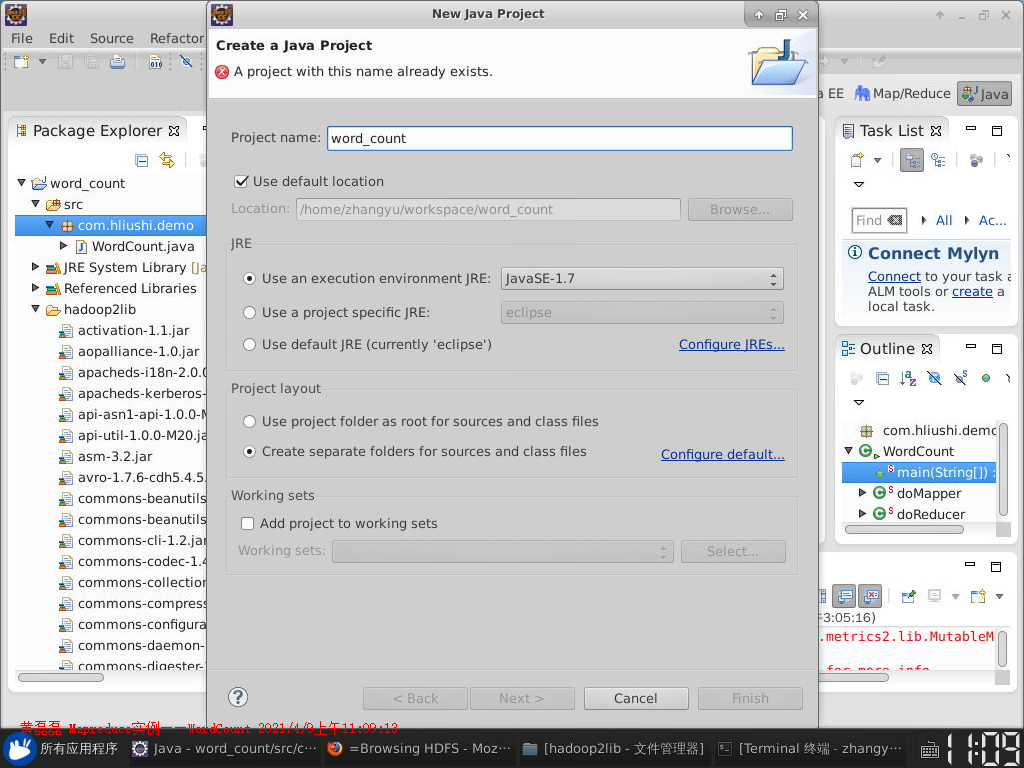 New Java Project
File Edit Source Refactor
Create a Java Project
A project with this name already exists.
EE Map/Reduce Java
Package Explorer
Project name: word_count
Use default location
Location: /home/zhangyu/workspace/word_count Browse...
JRE
Use an execution environment JRE: JavaSE-1.7
Use a project specific JRE: eclipse
Use default JRE (currently 'eclipse') Configure JREs...
Project layout
Use project folder as root for sources and class files
Create separate folders for sources and class files Configure default...
Working sets
Add project to working sets
Working sets: Select...
< Back Next > Cancel Finish
word_count
src
com.hliushi.demo
WordCount.java
JRE System Library [Ja
Referenced Libraries
hadoop2lib
activation-1.1.jar
aopalliance-1.0.jar
apacheds-i18n-2.0.0
apacheds-kerberos-
api-asn1-api-1.0.0-M
api-util-1.0.0-M20.ja
asm-3.2.jar
avro-1.7.6-cdh5.4.5.
commons-beanutils
commons-beanutils
commons-cli-1.2.jar
commons-codec-1.4
commons-collection
commons-compress
commons-configura
commons-daemon-
commons-digester-
Task List
Find All Ac...
Connect Mylyn
Connect to your task a
ALM tools or create a
local task.
Outline
com.hliushi.demo
WordCount
main(String[]) :
doMapper
doReducer
3:05:16)
.metrics2.lib.MutableM
for more info
黄磊磊 Mapreduce实例——WordCount 2021/4/9上午11:09:13
所有应用程序 Java - word_count/src/c··· =Browsing HDFS - Moz··· [hadoop2lib - 文件管理器] [Terminal 终端 - zhangy··· 11:09